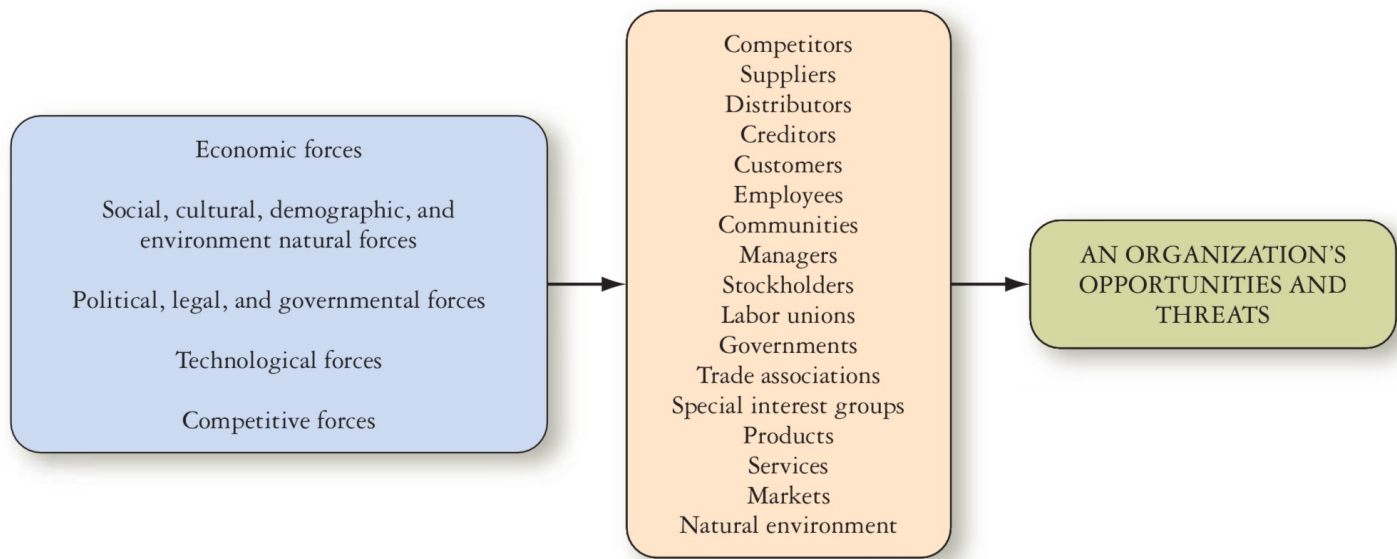 Economic forces
Social, cultural, demographic, and
environment natural forces
Political, legal, and governmental forces
Technological forces
Competitive forces
Competitors
Suppliers
Distributors
Creditors
Customers
Employees
Communities
Managers
Stockholders
Labor unions
Governments
Trade associations
Special interest groups
Products
Services
Markets
Natural environment
AN ORGANIZATION'S
OPPORTUNITIES AND
THREATS